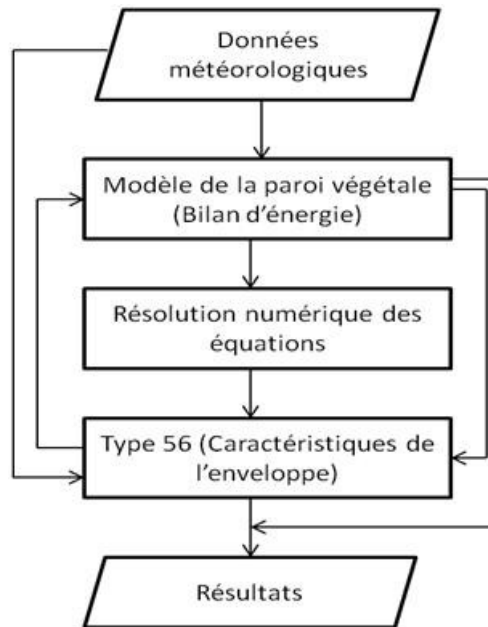 Données
météorologiques
Modèle de la paroi végétale
(Bilan d’énergie)
Résolution numérique des
équations
Type 56 (Caractéristiques de
l’enveloppe)
Résultats